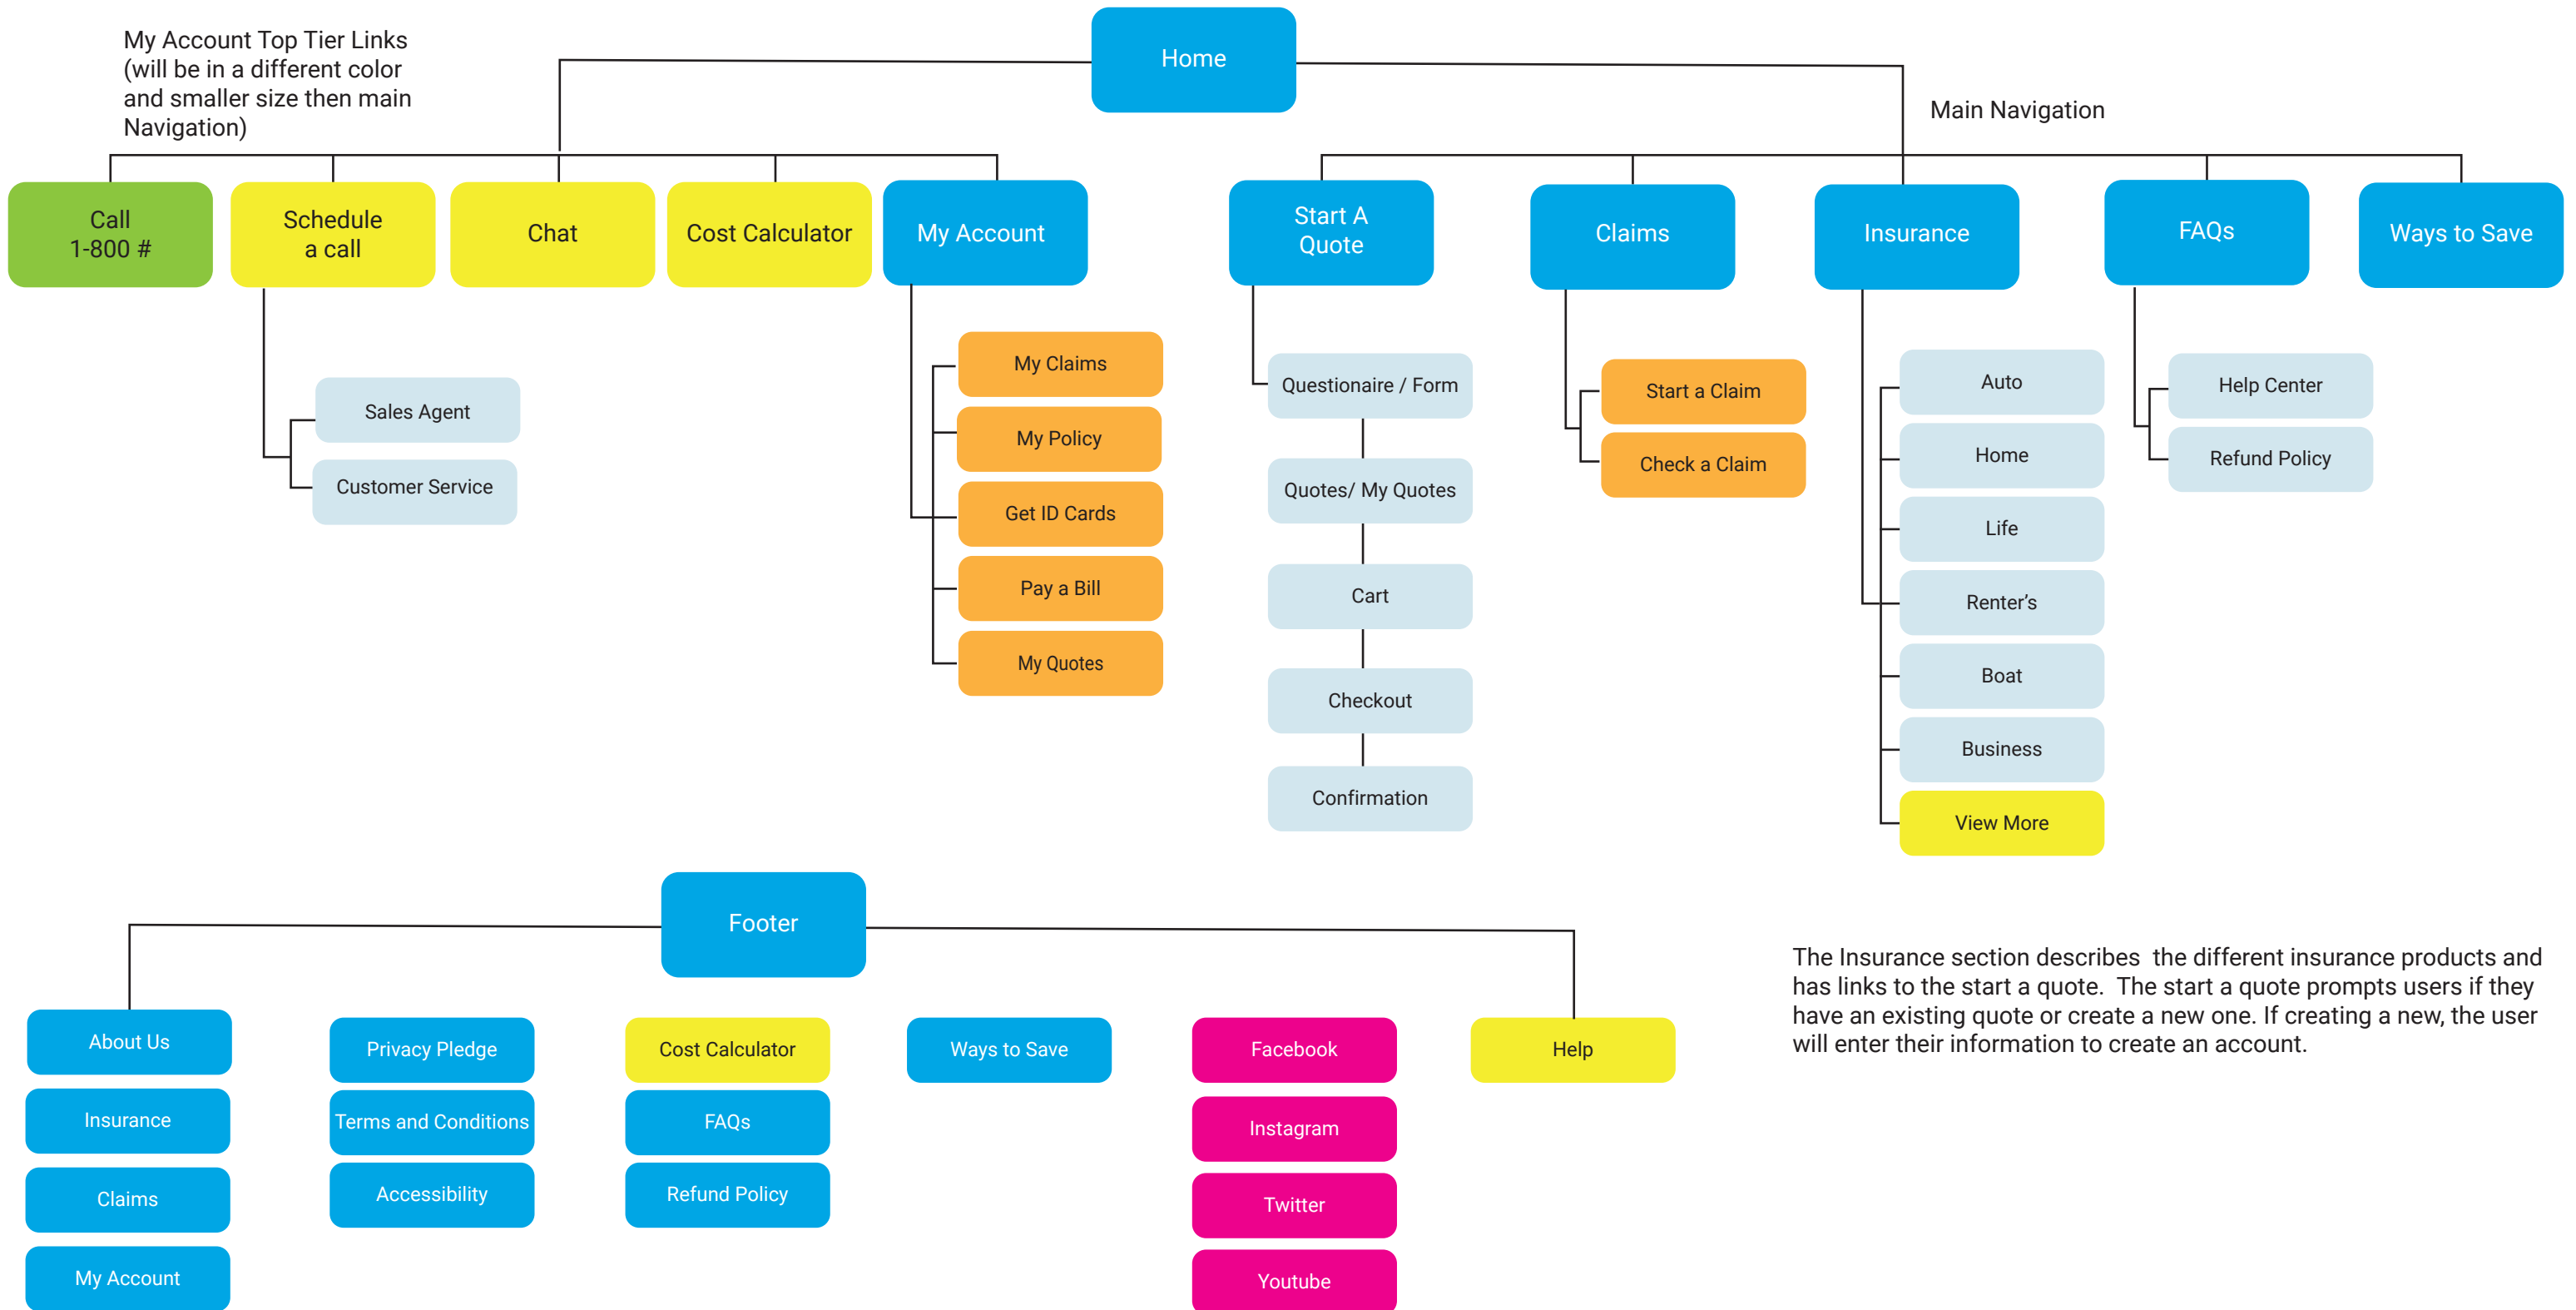 My Account Top Tier Links
(will be in a different color
and smaller size then main
Navigation)
Home
Main Navigation
Call
1-800 #
Schedule
a call
Chat
Cost Calculator
My Account
Start A
Quote
Claims
Insurance
FAQs
Ways to Save
Sales Agent
Customer Service
My Claims
My Policy
Get ID Cards
Pay a Bill
My Quotes
Questionaire / Form
Quotes/ My Quotes
Cart
Checkout
Confirmation
Start a Claim
Check a Claim
Auto
Home
Life
Renter’s
Boat
Business
View More
Help Center
Refund Policy
Footer
About Us
Insurance
Claims
My Account
Privacy Pledge
Terms and Conditions
Accessibility
Cost Calculator
FAQs
Refund Policy
Ways to Save
Facebook
Instagram
Twitter
Youtube
Help
The Insurance section describes  the different insurance products and
has links to the start a quote.  The start a quote prompts users if they
have an existing quote or create a new one. If creating a new, the user
will enter their information to create an account.